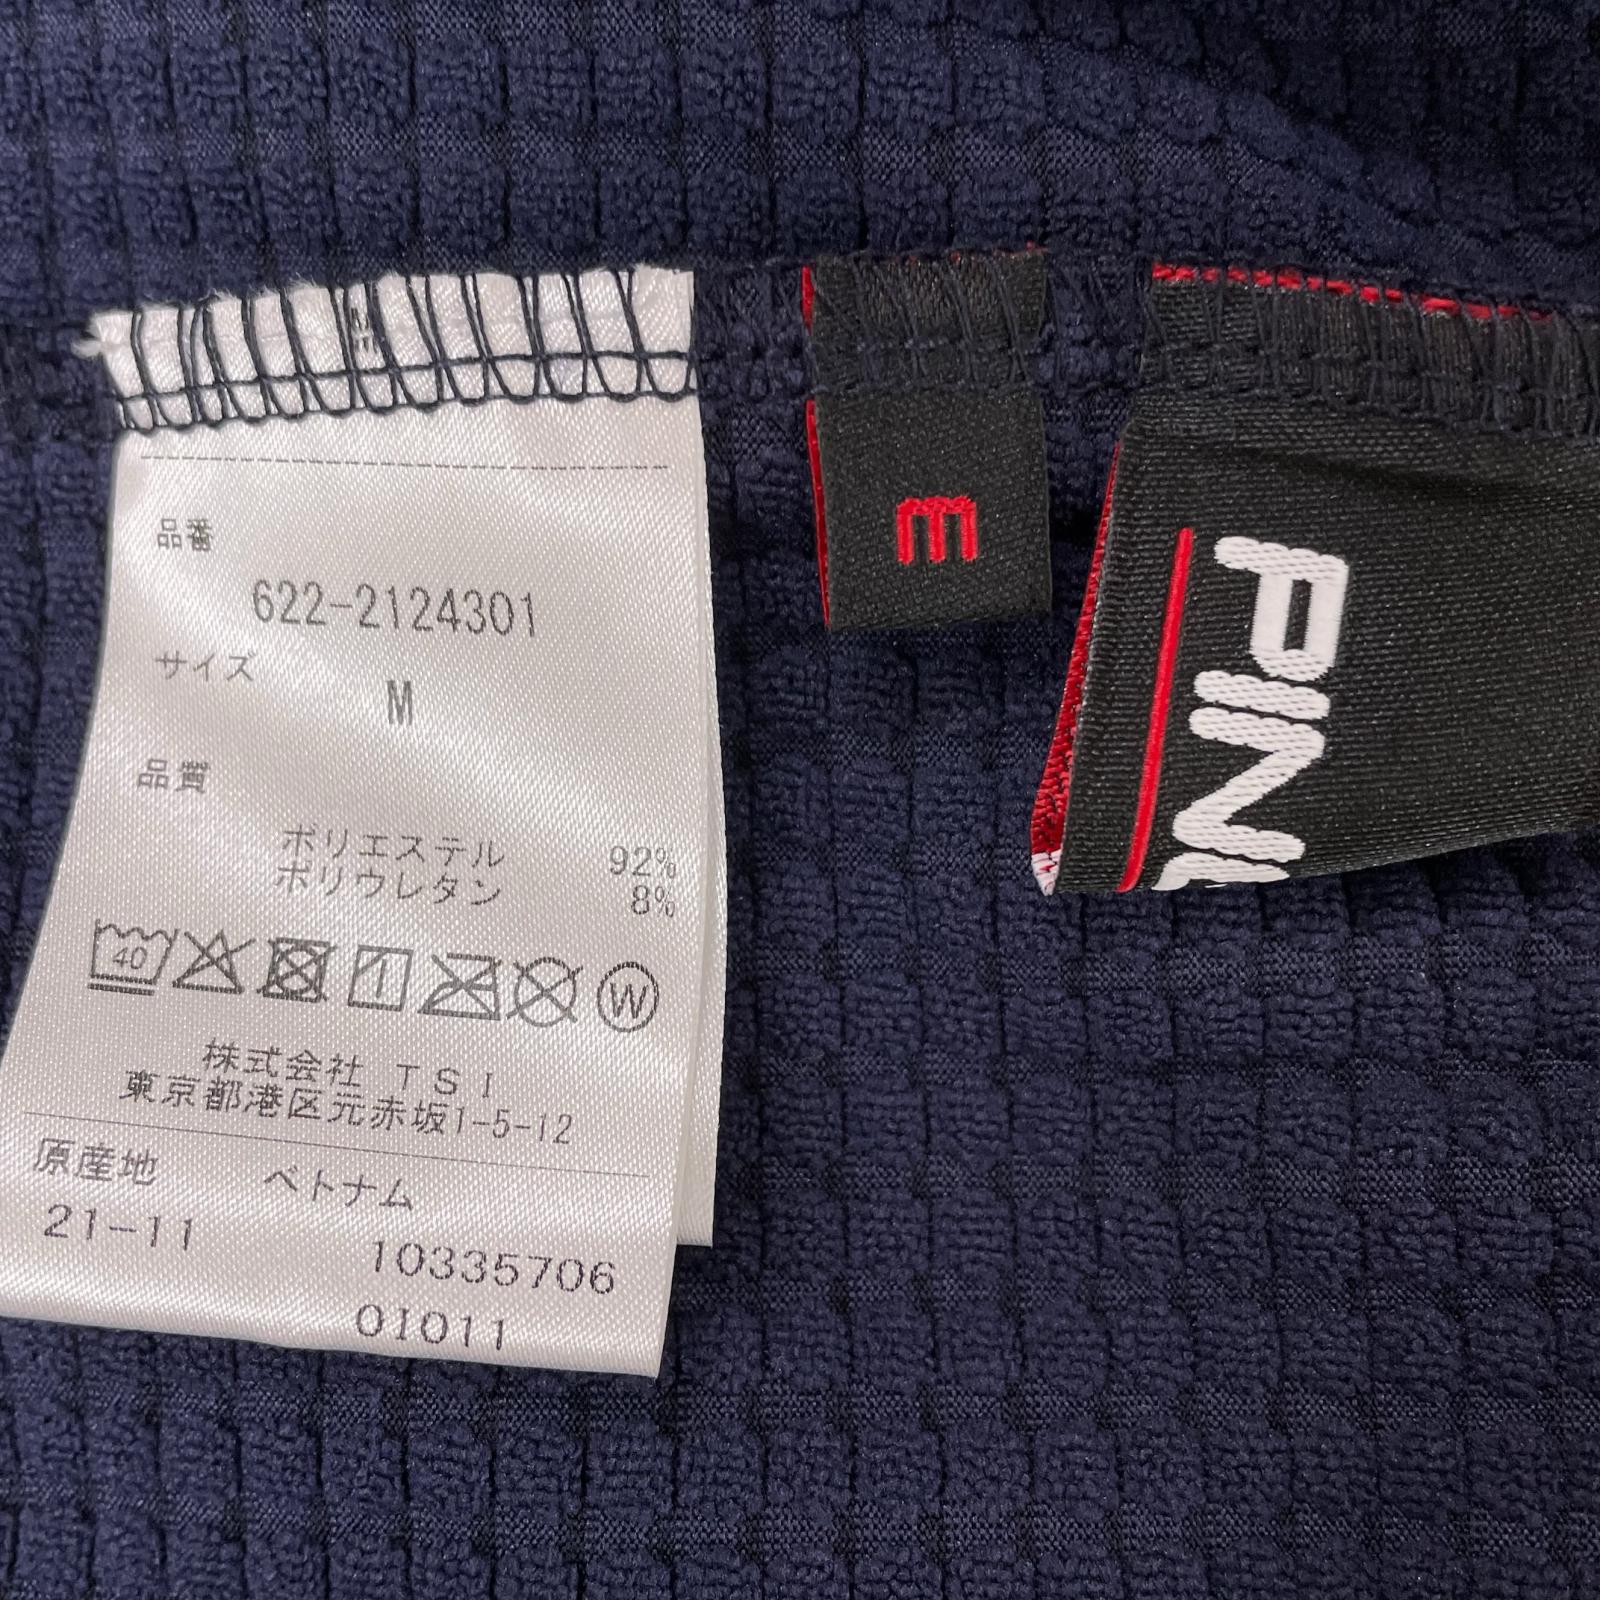 品番
622-2124301
サイズ
M
品質
ポリエステル 92%
ポリウレタン 8%
40
W
株式会社 TSI
東京都港区元赤坂1-5-12
原産地 ベトナム
21-11
10335706
01011
M
PING